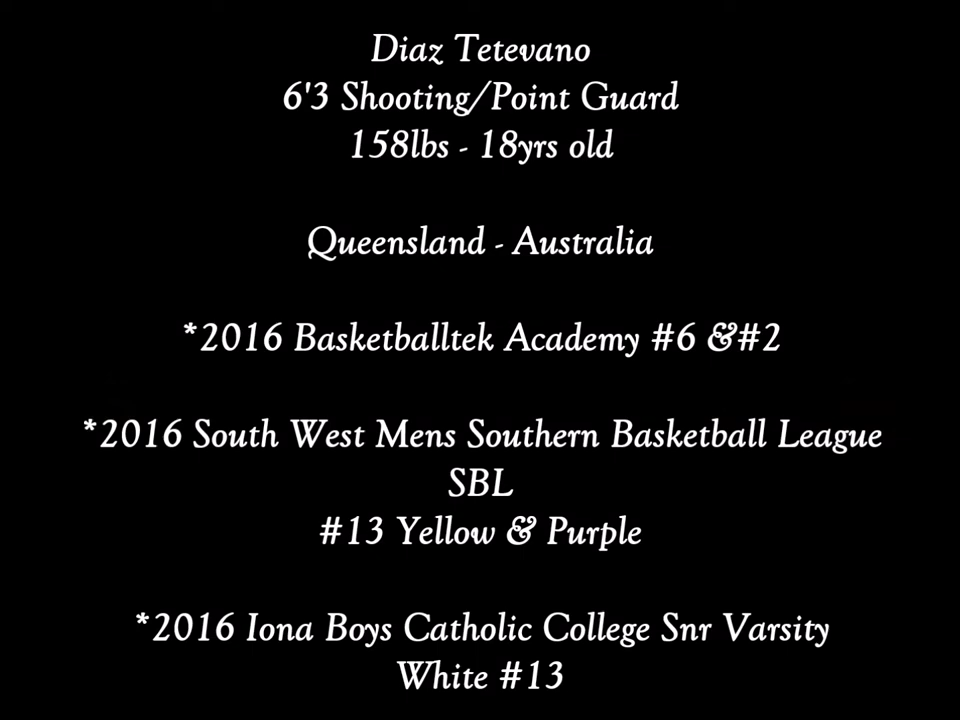 Diaz Tetevano
6'3 Shooting/Point Guard
158lbs - 18yrs old
Queensland - Australia
*2016 Basketballtek Academy #6 &#2
*2016 South West Mens Southern Basketball League
SBL
#13 Yellow & Purple
*2016 Iona Boys Catholic College Snr Varsity
White #13